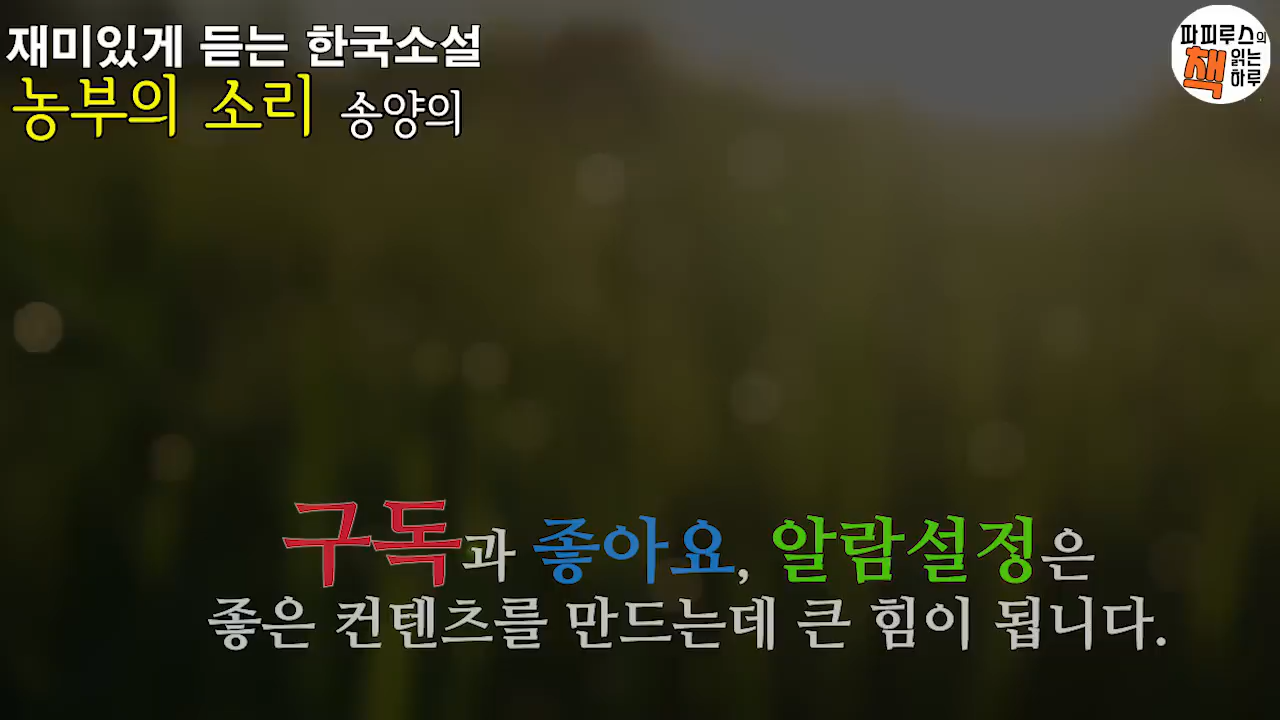 재미있게 듣는 한국소설
농부의 소리 송양의
파피루스의
책 읽는
하루
구독과 좋아요, 알람설정은
좋은 컨텐츠를 만드는데 큰 힘이 됩니다.